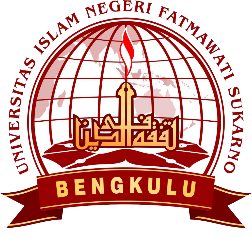 UNIVERSITAS ISLAM NEGERI FATMAWATI SUKARNO
BENGKULU